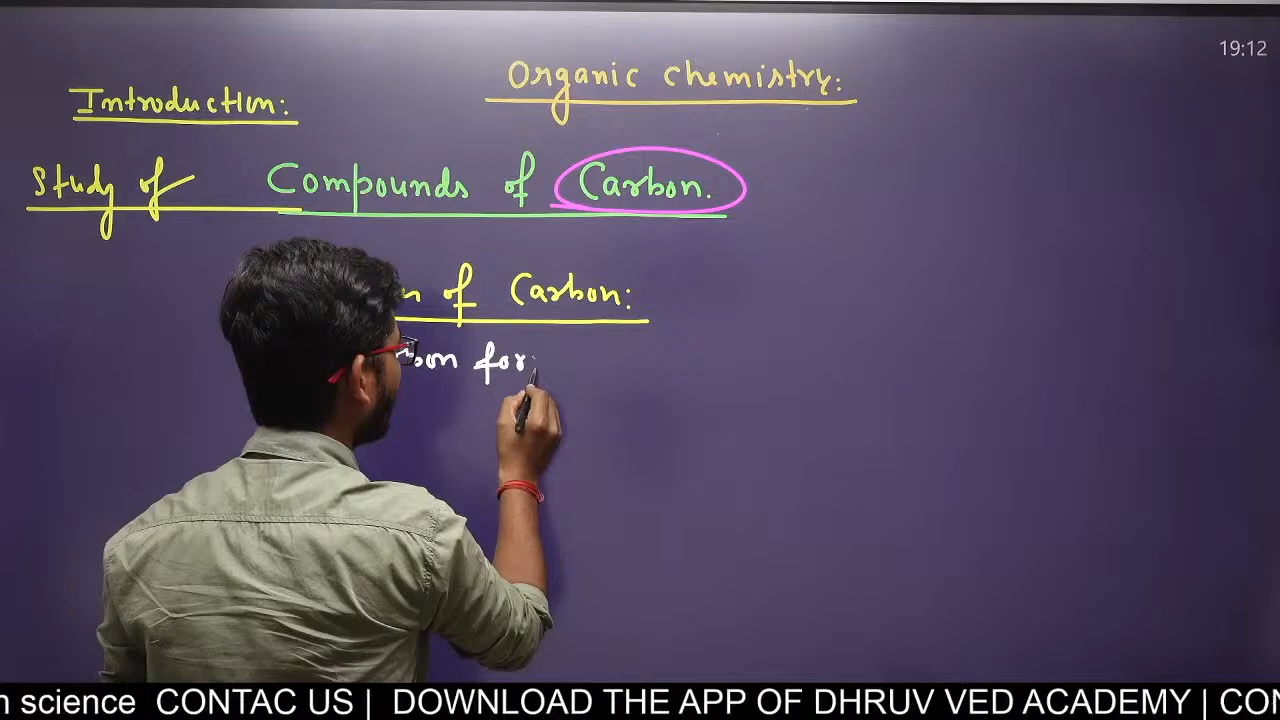 19:12
Organic chemistry:
Introduction:
Study of Compounds of Carbon.
of Carbon:
for
science CONTAC US | DOWNLOAD THE APP OF DHRUV VED ACADEMY |